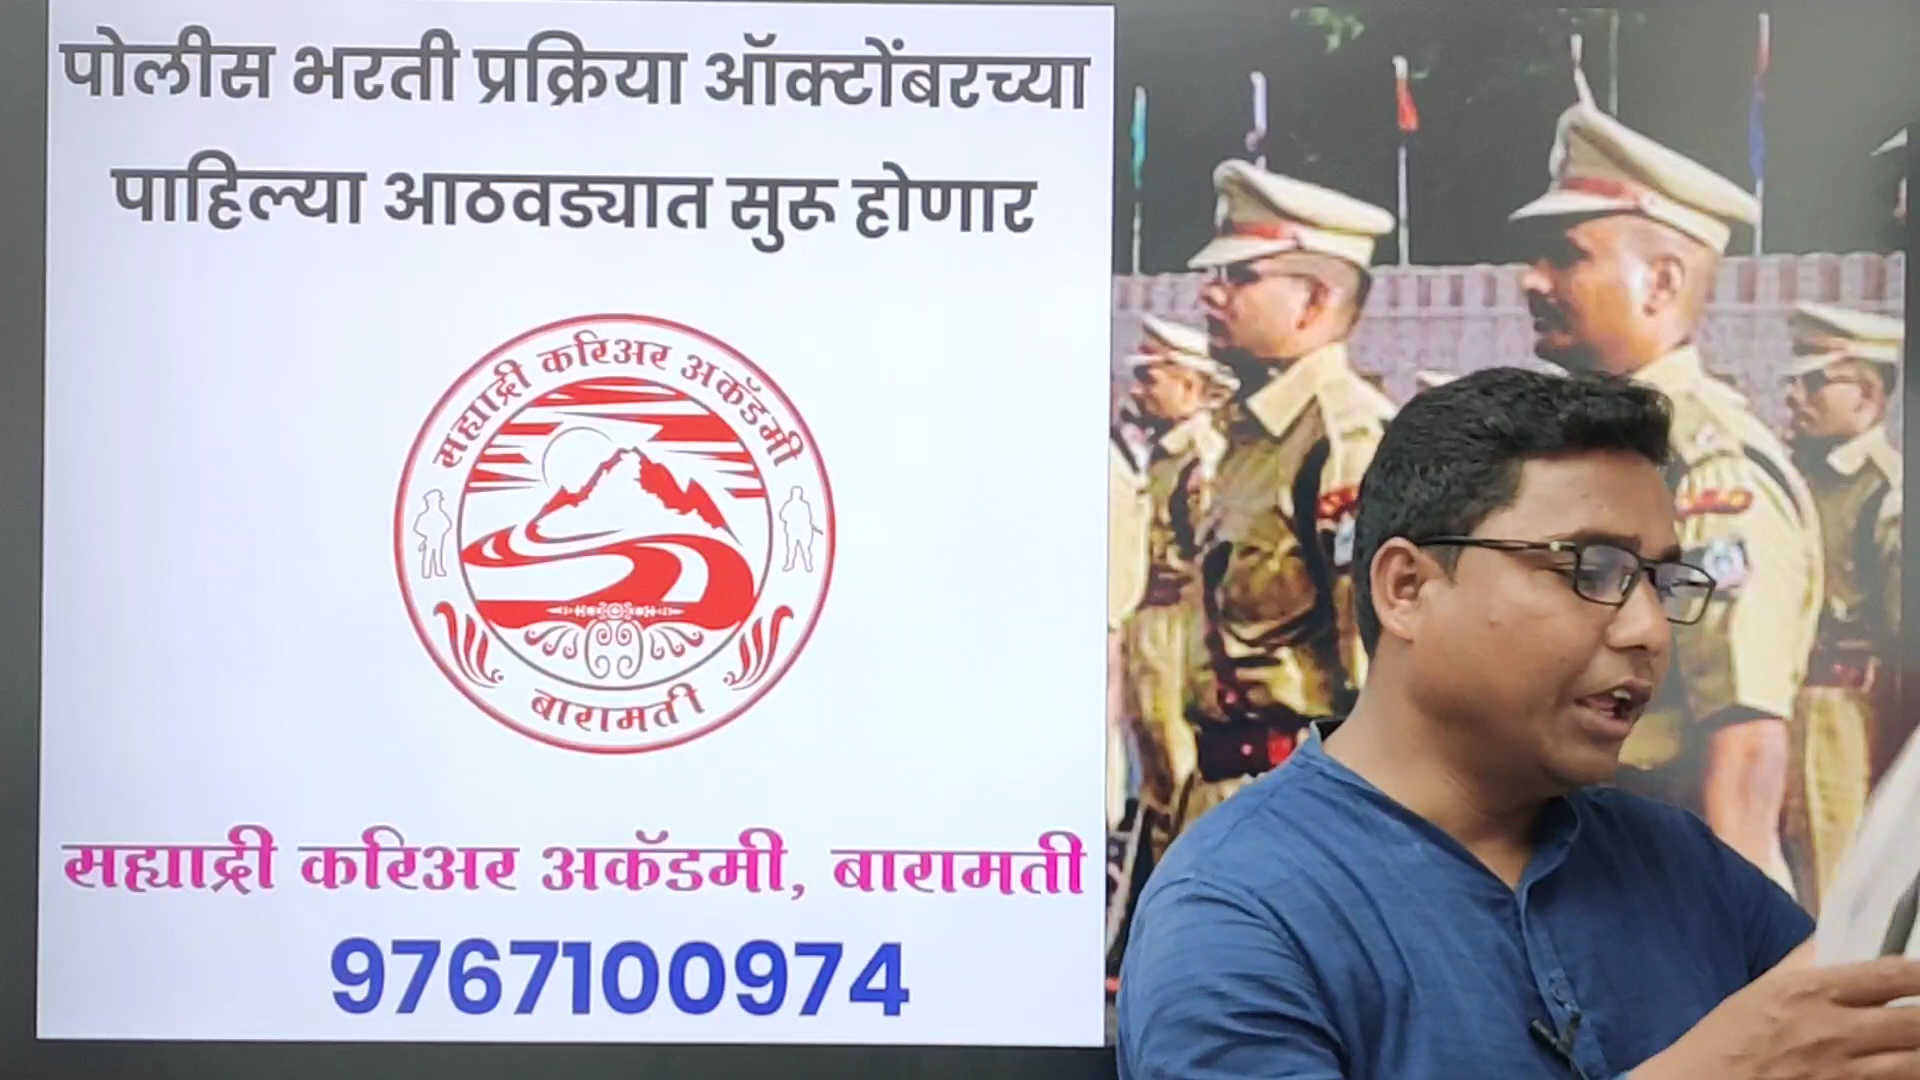 पोलीस भरती प्रक्रिया ऑक्टोंबरच्या
पाहिल्या आठवड्यात सुरू होणार
सह्याद्री करिअर अकॅडमी
बारामती
सह्याद्री करिअर अकॅडमी, बारामती
9767100974